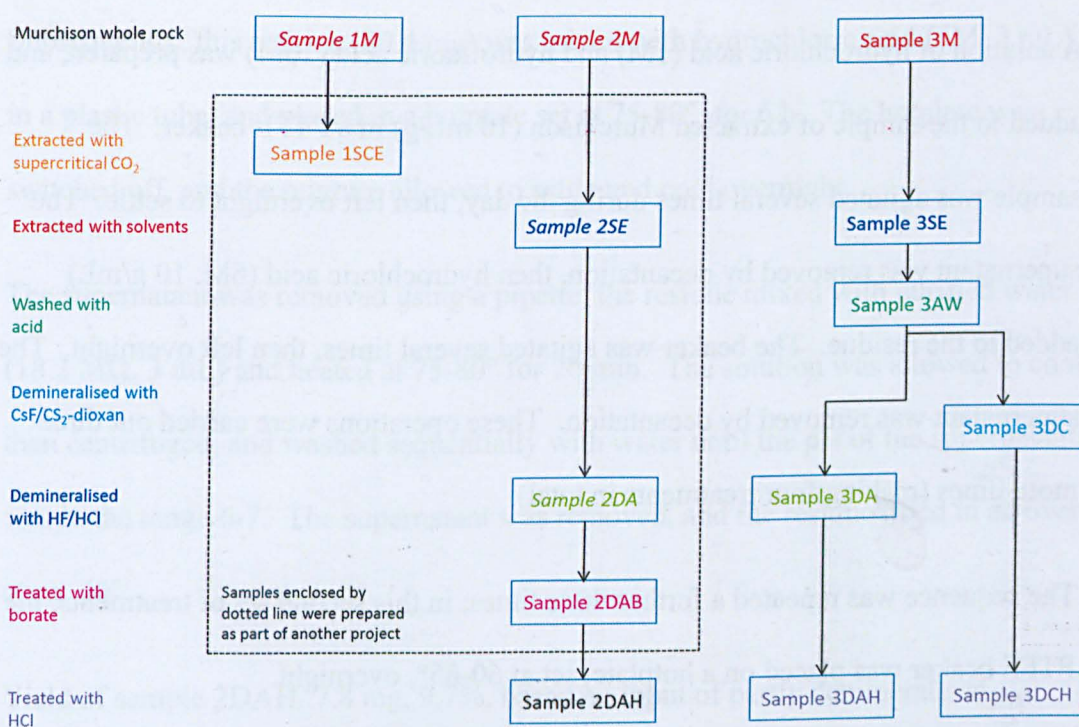 Murchison whole rock
Sample 1M
Sample 2M
Sample 3M
Extracted with
supercritical CO2
Sample 1SCE
Extracted with solvents
Sample 2SE
Sample 3SE
Washed with
acid
Sample 3AW
Demineralised with
CsF/CS2-dioxan
Sample 3DC
Demineralised
with HF/HCl
Sample 2DA
Sample 3DA
Treated with
borate
Samples enclosed by
dotted line were prepared
as part of another project
Sample 2DAB
Treated with
HCl
Sample 2DAH
Sample 3DAH
Sample 3DCH